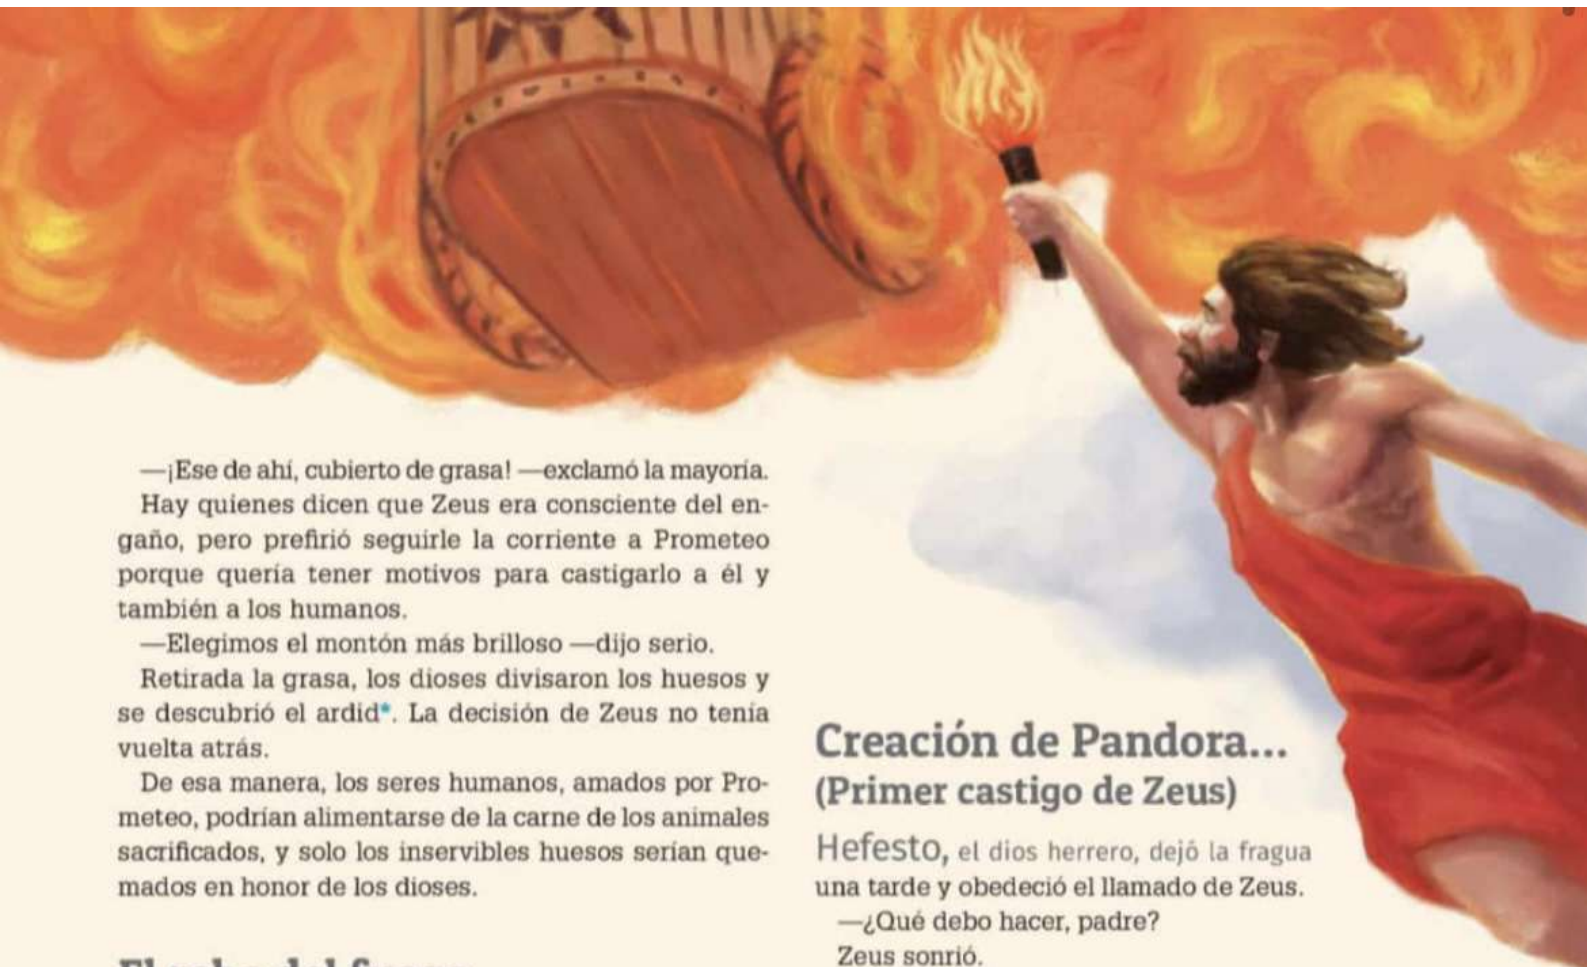 —¡Ese de ahí, cubierto de grasa! —exclamó la mayoría.
Hay quienes dicen que Zeus era consciente del en-
gaño, pero prefirió seguirle la corriente a Prometeo
porque quería tener motivos para castigarlo a él y
también a los humanos.
—Elegimos el montón más brilloso —dijo serio.
Retirada la grasa, los dioses divisaron los huesos y
se descubrió el ardid*. La decisión de Zeus no tenía
vuelta atrás.
De esa manera, los seres humanos, amados por Pro-
meteo, podrían alimentarse de la carne de los animales
sacrificados, y solo los inservibles huesos serían que-
mados en honor de los dioses.
Creación de Pandora...
(Primer castigo de Zeus)
Hefesto, el dios herrero, dejó la fragua
una tarde y obedeció el llamado de Zeus.
—¿Qué debo hacer, padre?
Zeus sonrió.